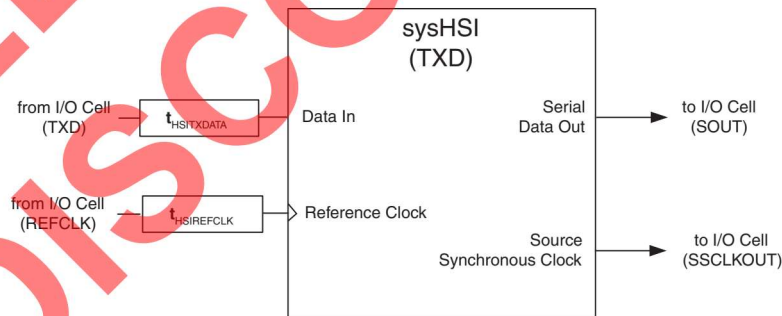 sysHSI
(TXD)
from I/O Cell
(TXD)
tHSITXDATA
Data In
Serial
Data Out
to I/O Cell
(SOUT)
from I/O Cell
(REFCLK)
tHSIREFCLK
Reference Clock
Source
Synchronous Clock
to I/O Cell
(SSCLKOUT)